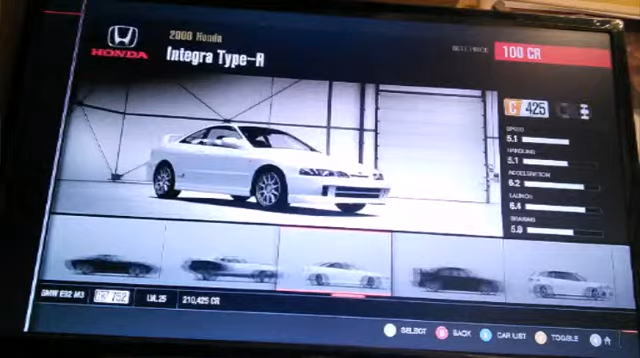 HONDA
2000 Honda
Integra Type-R
100 CR
C 425
SPEED
5.1
HANDLING
5.1
ACCELERATION
6.2
LAUNCH
6.4
BRAKING
5.0
BMW E92 M3
LVL 25
210,425 CR
SELECT
BACK
CAR LIST
TOGGLE